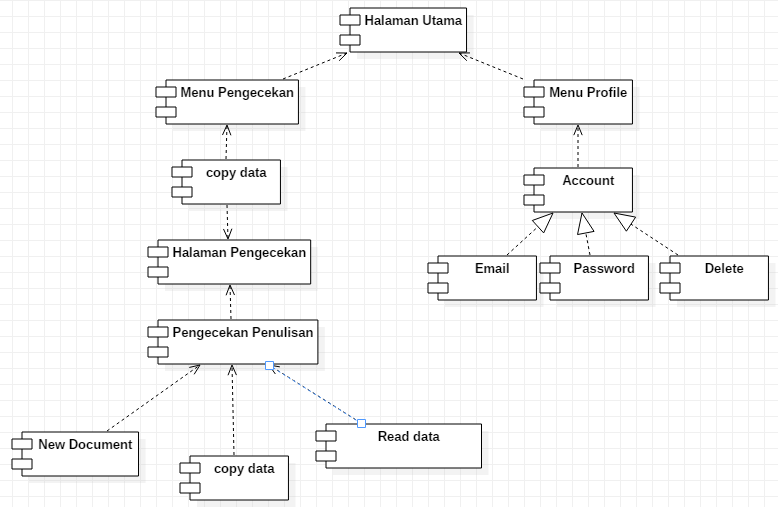 Halaman Utama
Menu Pengecekan
Menu Profile
copy data
Account
Halaman Pengecekan
Email
Password
Delete
Pengecekan Penulisan
New Document
copy data
Read data